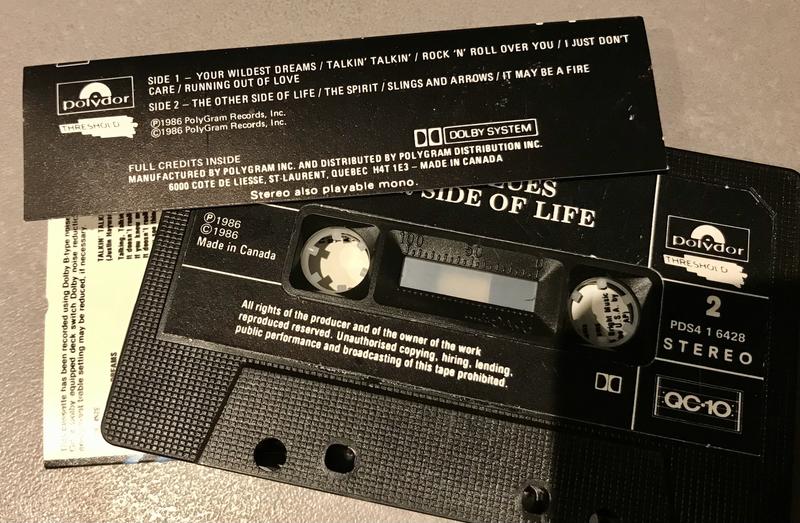 polydor
THRESHOLD
SIDE 1 – YOUR WILDEST DREAMS / TALKIN' TALKIN' / ROCK 'N' ROLL OVER YOU / I JUST DON'T
CARE / RUNNING OUT OF LOVE
SIDE 2 – THE OTHER SIDE OF LIFE / THE SPIRIT / SLINGS AND ARROWS / IT MAY BE A FIRE
Ⓟ1986 PolyGram Records, Inc.
©1986 PolyGram Records, Inc.
DOLBY SYSTEM
FULL CREDITS INSIDE
MANUFACTURED BY POLYGRAM INC. AND DISTRIBUTED BY POLYGRAM DISTRIBUTION INC.
6000 COTE DE LIESSE, ST-LAURENT, QUEBEC H4T 1E3 – MADE IN CANADA
Stereo also playable mono.
SIDE OF LIFE
Ⓟ1986
©1986
Made in Canada
100 50 0
All rights of the producer and of the owner of the work
reproduced reserved. Unauthorised copying, hiring, lending,
public performance and broadcasting of this tape prohibited.
polydor
THRESHOLD
2
PDS4 1 6428
STEREO
QC-10